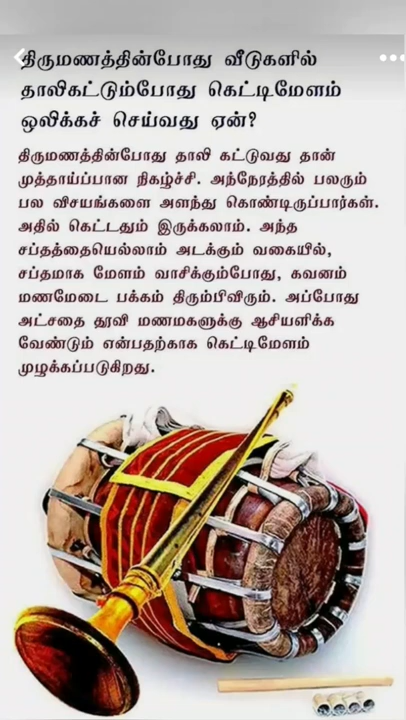 திருமணத்தின்போது வீடுகளில்
தாலிகட்டும்போது கெட்டிமேளம்
ஒலிக்கச் செய்வது ஏன்?
திருமணத்தின்போது தாலி கட்டுவது தான்
முத்தாய்ப்பான நிகழ்ச்சி. அந்நேரத்தில் பலரும்
பல விசயங்களை அளந்து கொண்டிருப்பார்கள்.
அதில் கெட்டதும் இருக்கலாம். அந்த
சப்தத்தையெல்லாம் அடக்கும் வகையில்,
சப்தமாக மேளம் வாசிக்கும்போது, கவனம்
மணமேடை பக்கம் திரும்பிவிரும். அப்போது
அட்சதை தூவி மணமகளுக்கு ஆசியளிக்க
வேண்டும் என்பதற்காக கெட்டிமேளம்
முழக்கப்படுகிறது.